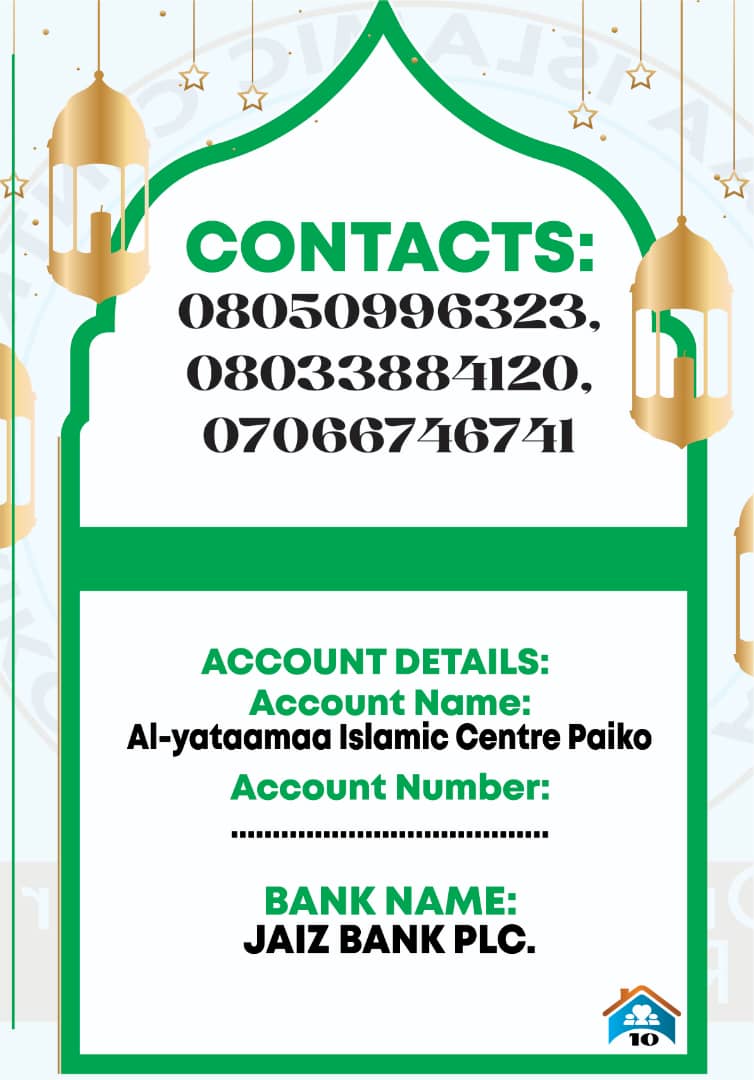 CONTACTS:
08050996323,
08033884120,
07066746741
ACCOUNT DETAILS:
Account Name:
Al-yataamaa Islamic Centre Paiko
Account Number:
......................................
BANK NAME:
JAIZ BANK PLC.
10